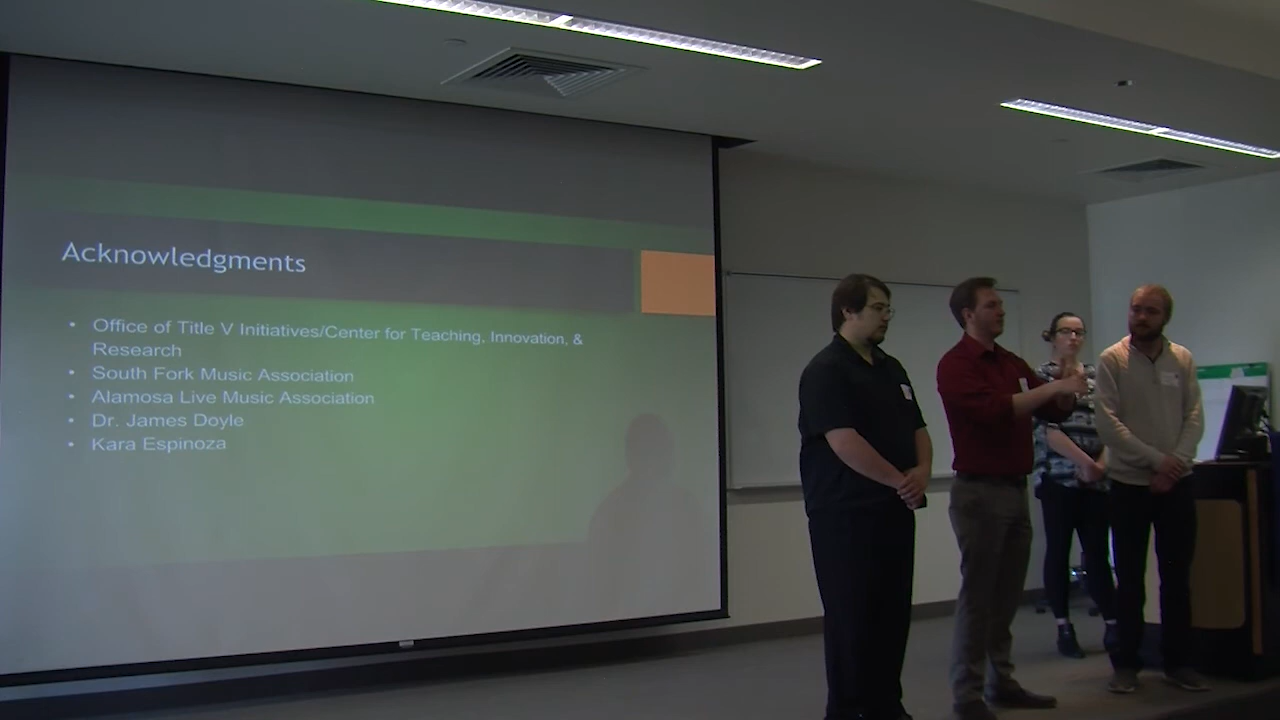 Acknowledgments
• Office of Title V Initiatives/Center for Teaching, Innovation, &
Research
• South Fork Music Association
• Alamosa Live Music Association
• Dr. James Doyle
• Kara Espinoza